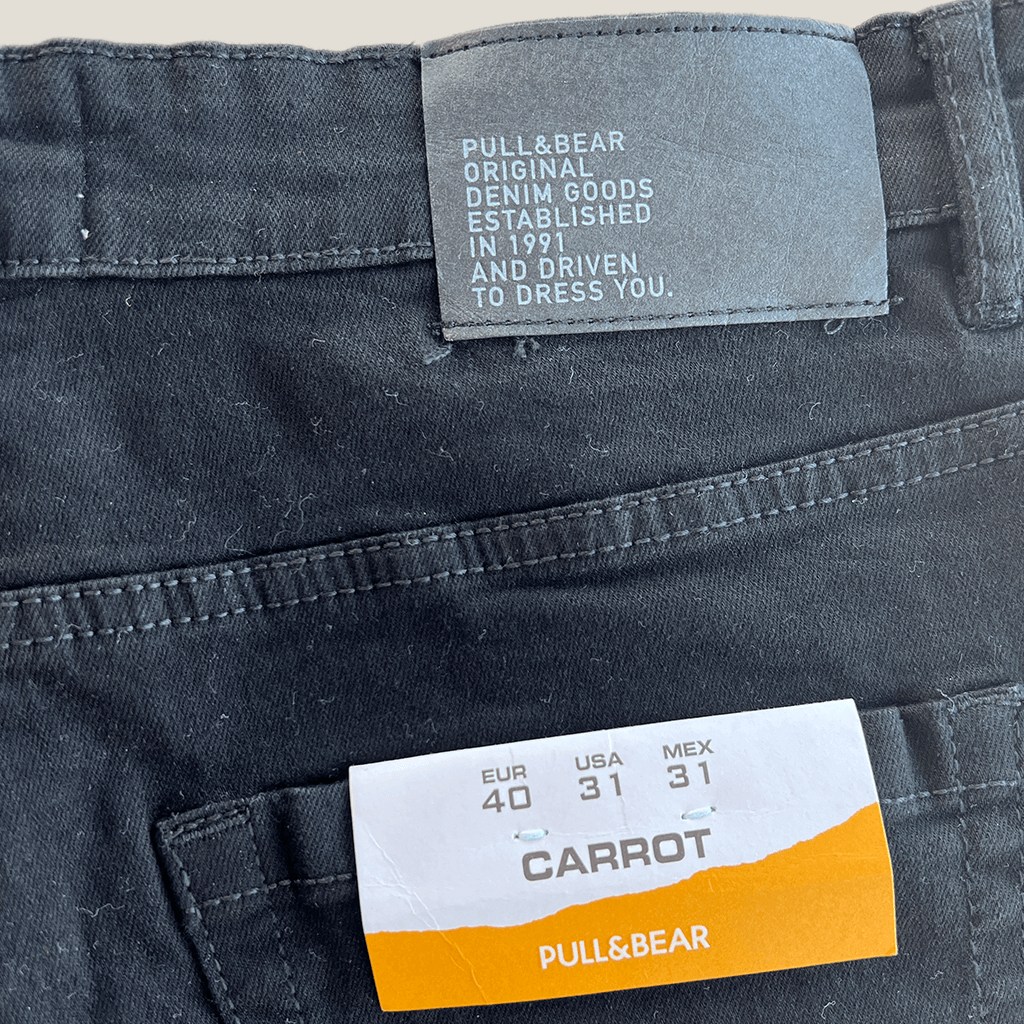 PULL&BEAR
ORIGINAL
DENIM GOODS
ESTABLISHED
IN 1991
AND DRIVEN
TO DRESS YOU.
EUR USA MEX
40 31 31
CARROT
PULL&BEAR